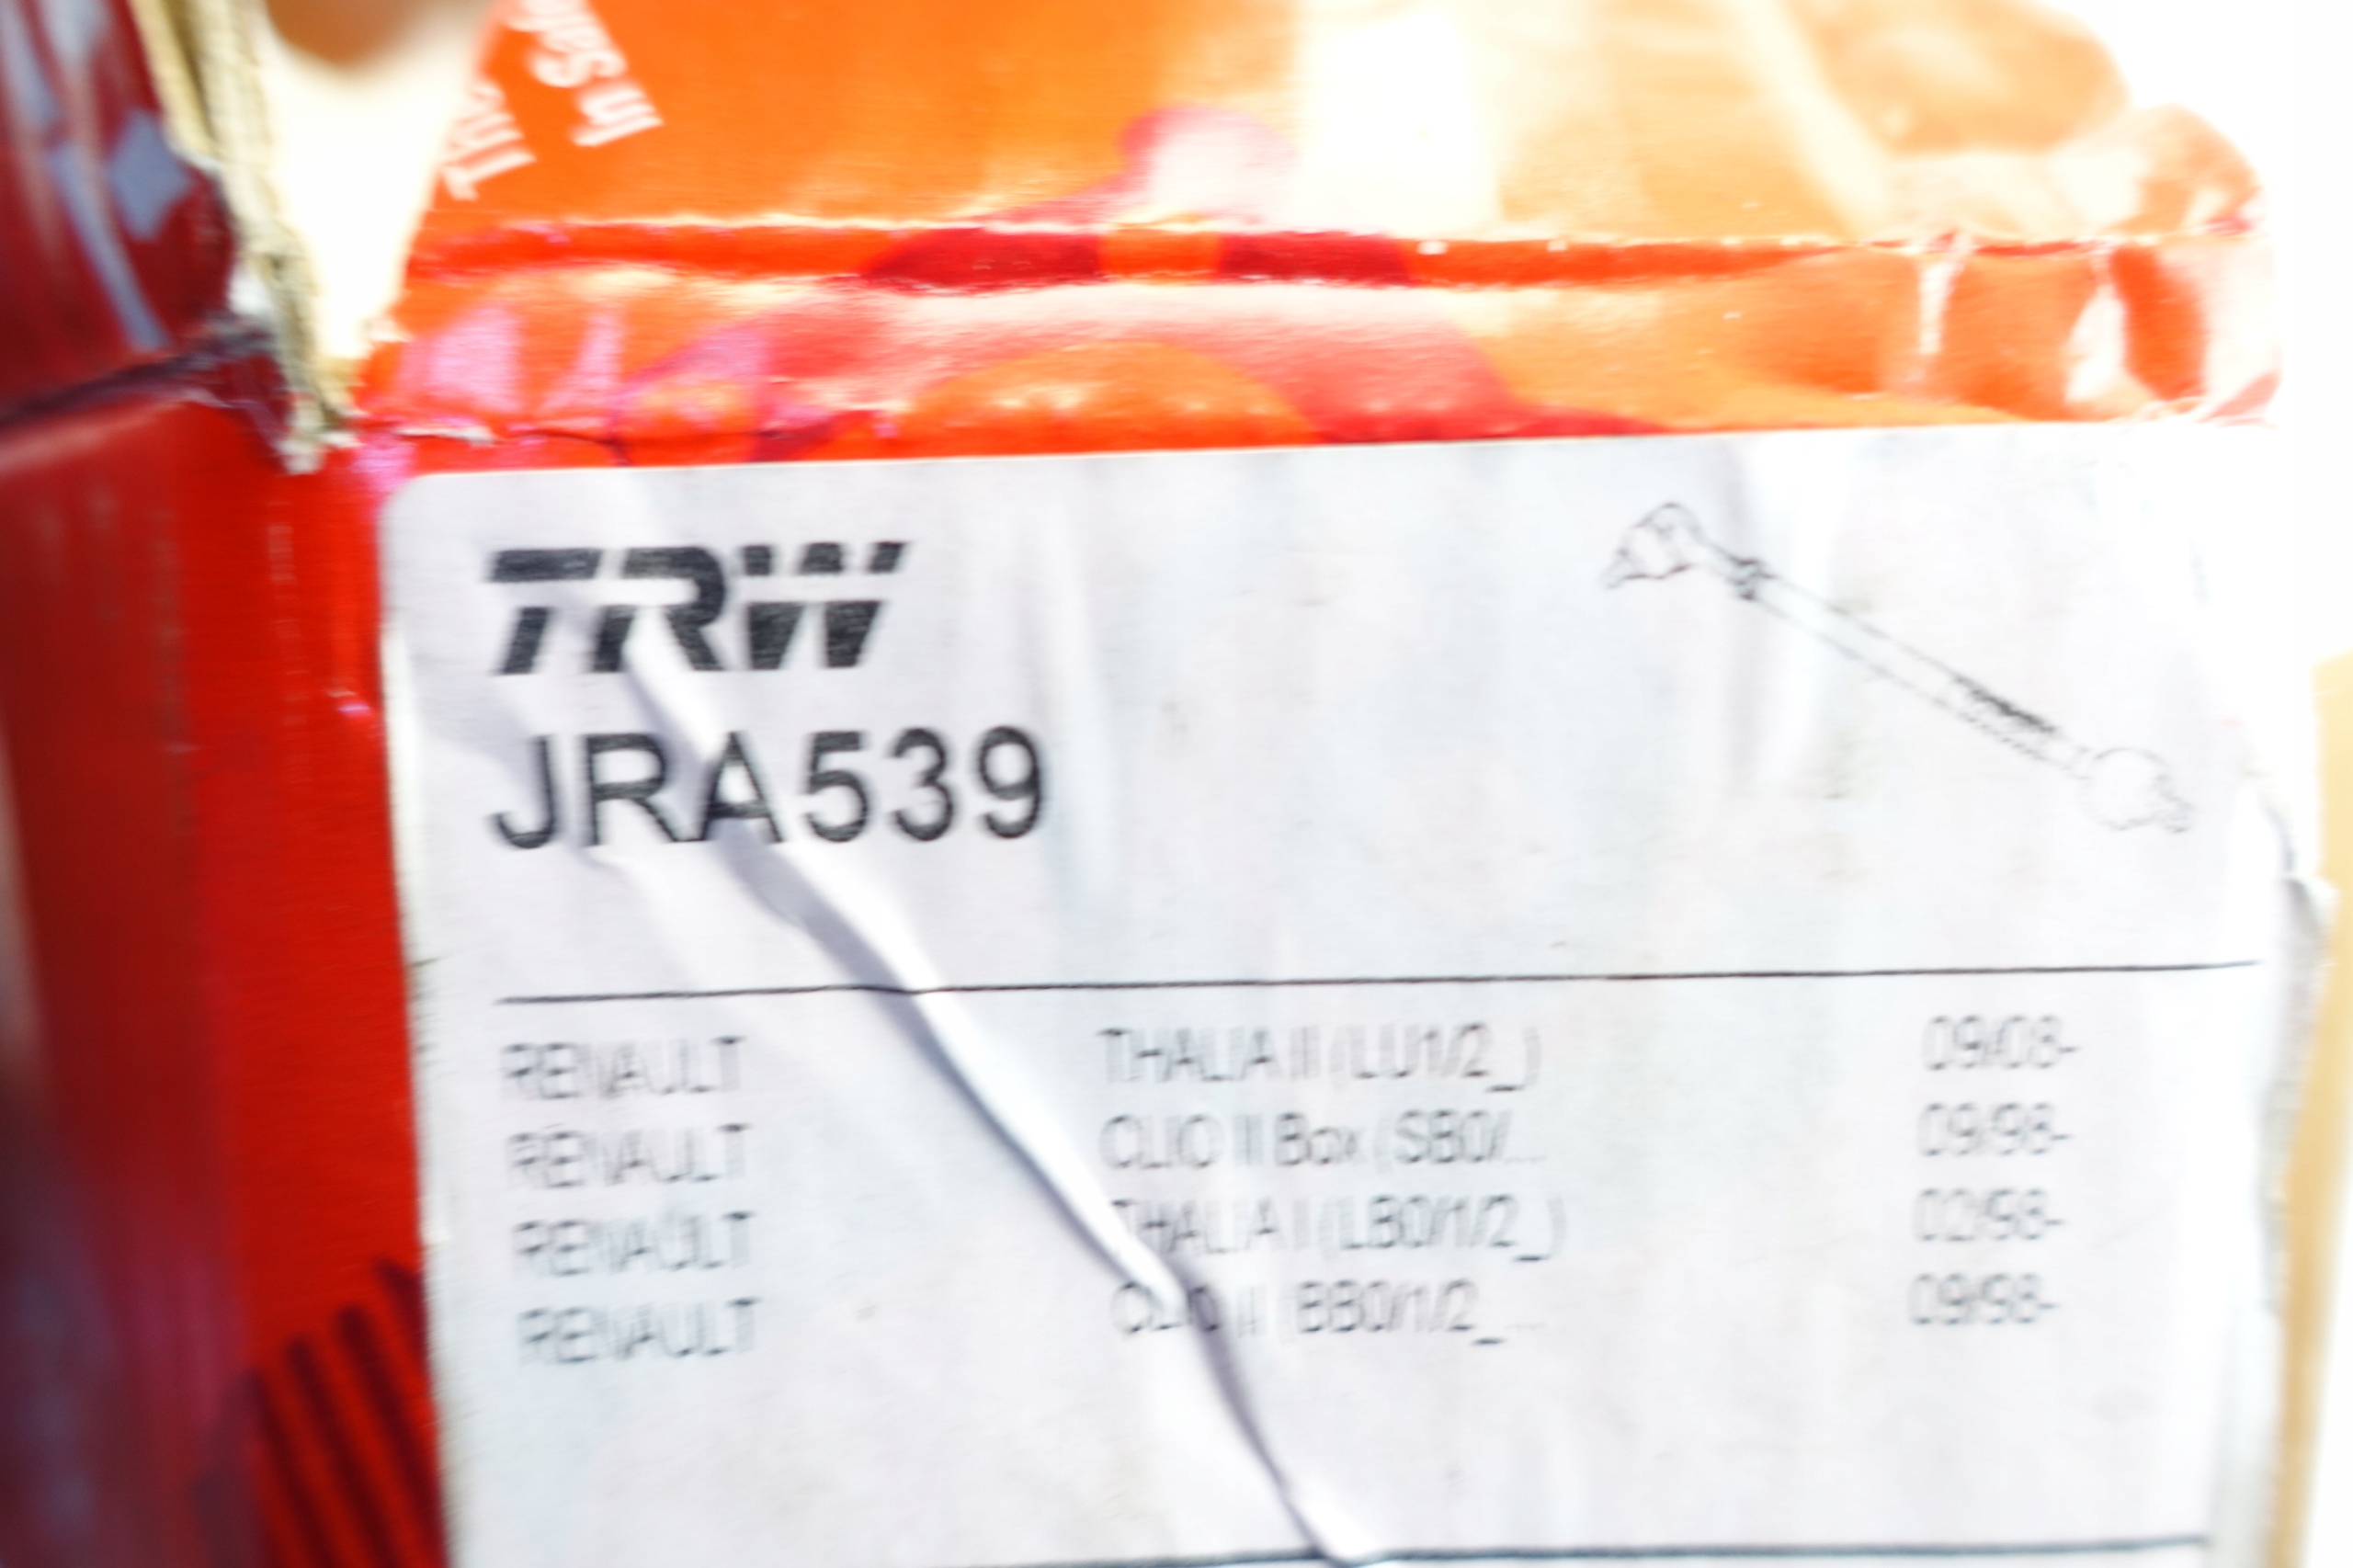 TRW
JRA539
RENAULT THALIA II (LU1/2_) 09/08-
RENAULT CLIO II Box (SB0/... 09/98-
RENAULT THALIA I (LB0/1/2_) 02/98-
RENAULT CLIO II (BB0/1/2_... 09/98-